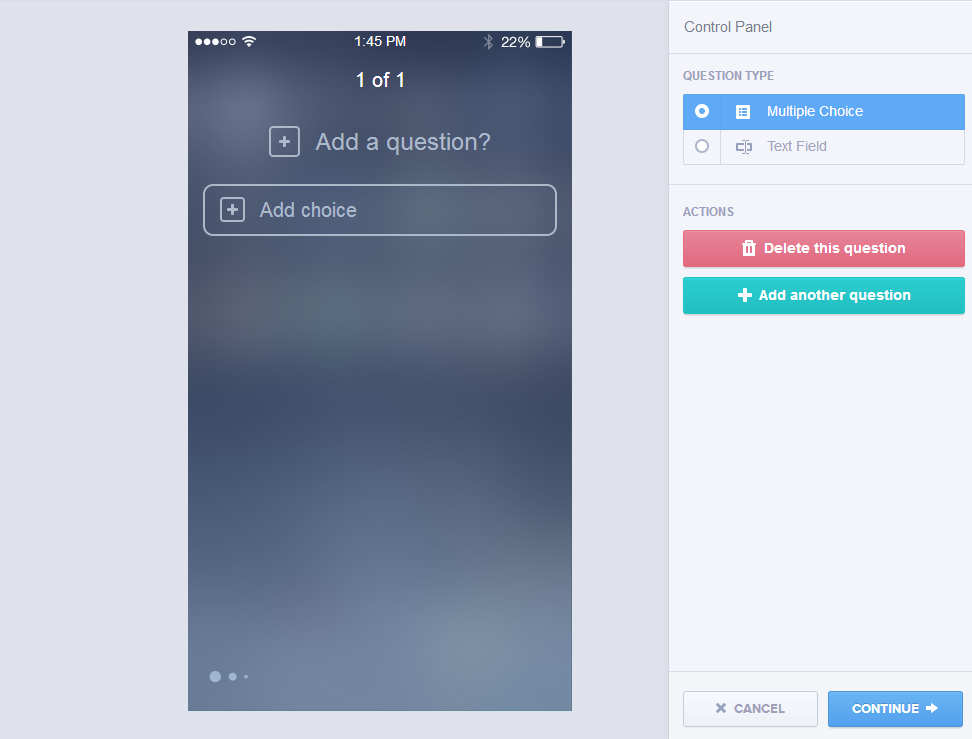 1:45 PM
22%
1 of 1
Add a question?
Add choice
Control Panel
QUESTION TYPE
Multiple Choice
Text Field
ACTIONS
Delete this question
Add another question
CANCEL
CONTINUE